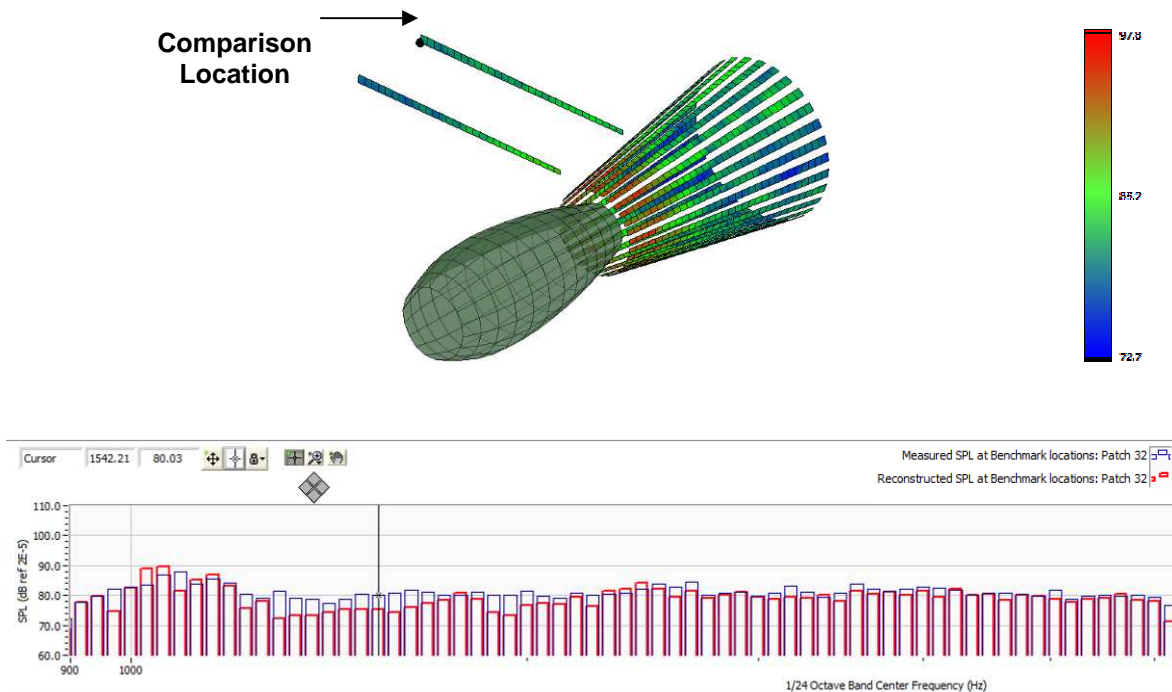 Comparison
Location
97.8
85.2
72.7
Cursor 1542.21 80.03
Measured SPL at Benchmark locations: Patch 32
Reconstructed SPL at Benchmark locations: Patch 32
110.0
100.0
90.0
80.0
70.0
60.0
SPL (dB ref 2E-5)
900 1000
1/24 Octave Band Center Frequency (Hz)